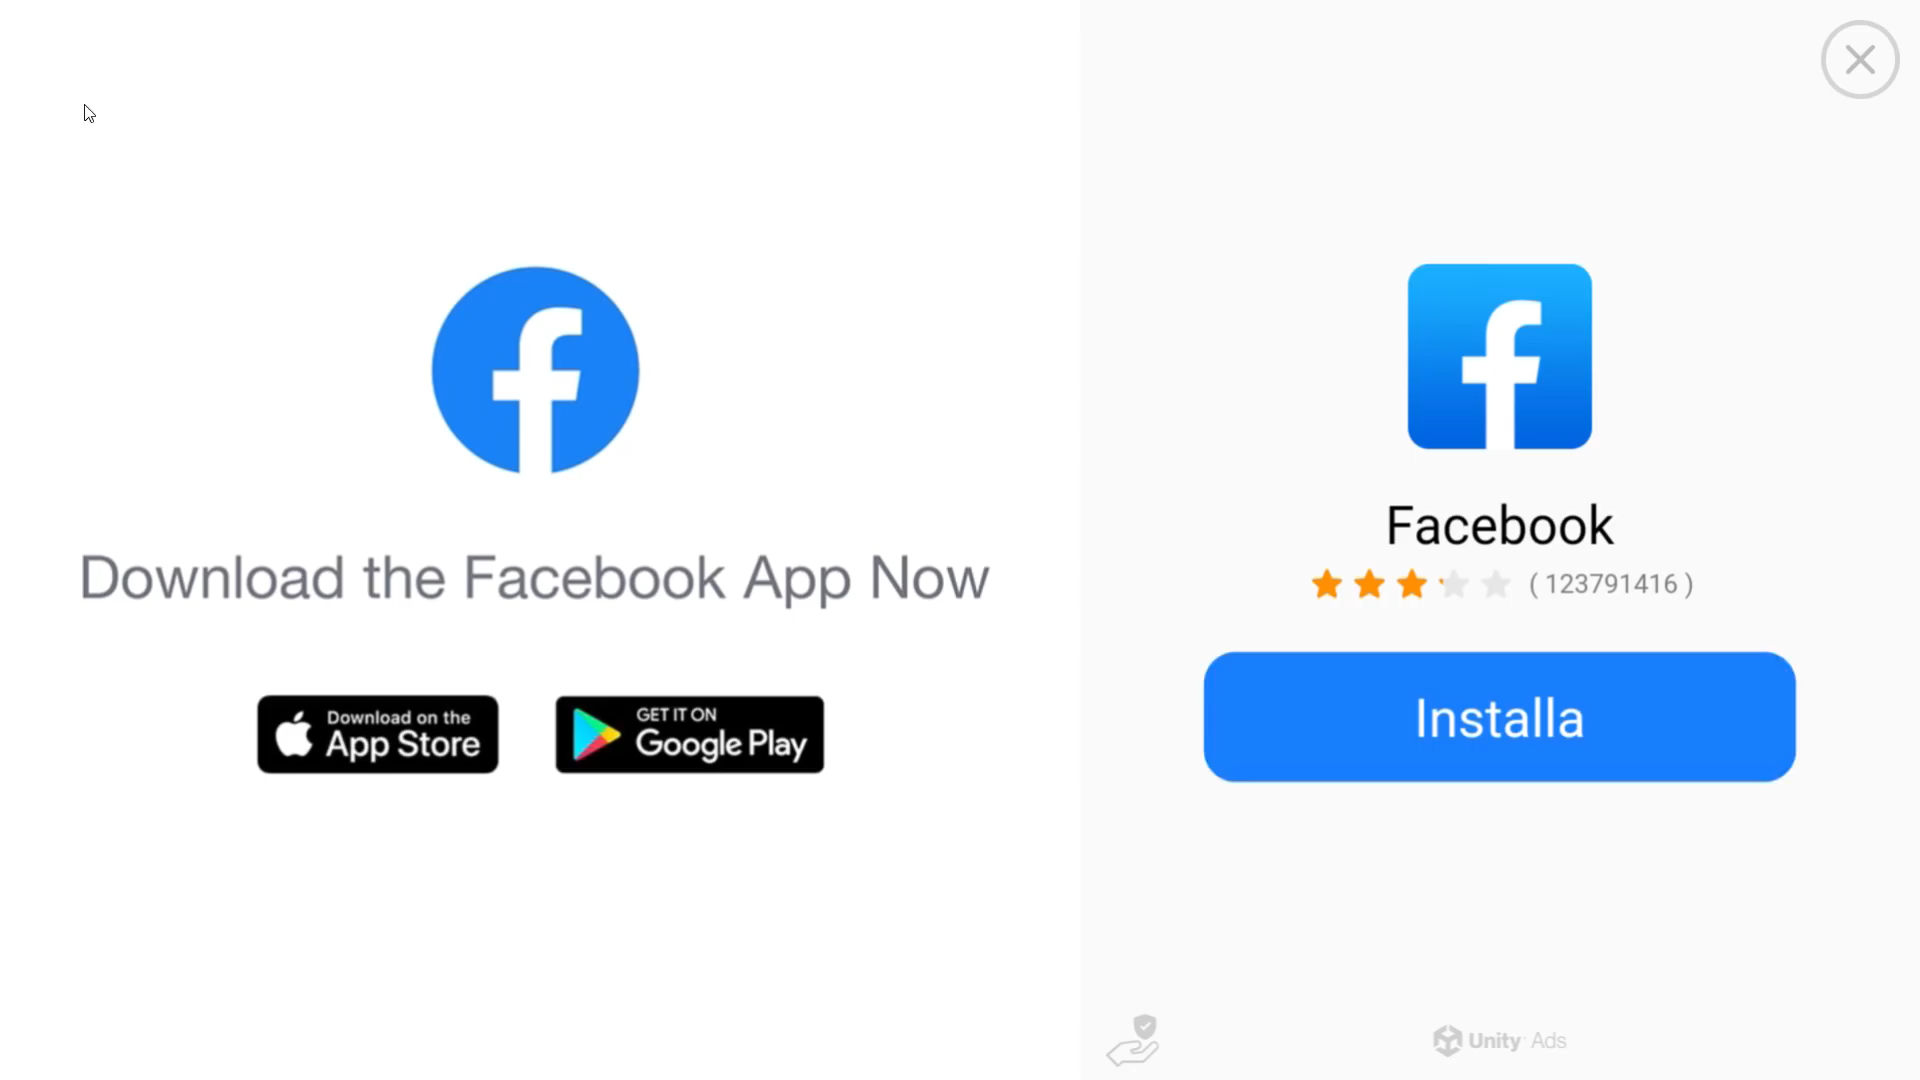 Download the Facebook App Now
Download on the
App Store
GET IT ON
Google Play
Facebook
( 123791416 )
Installa
Unity Ads